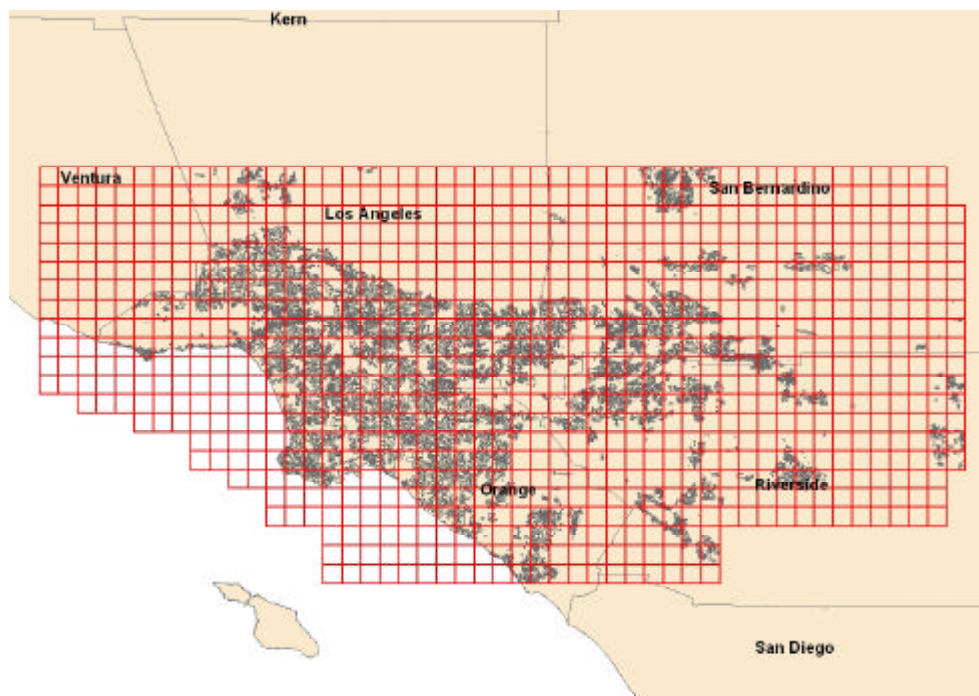 Kern
Ventura
San Bernardino
Los Angeles
Riverside
Orange
San Diego